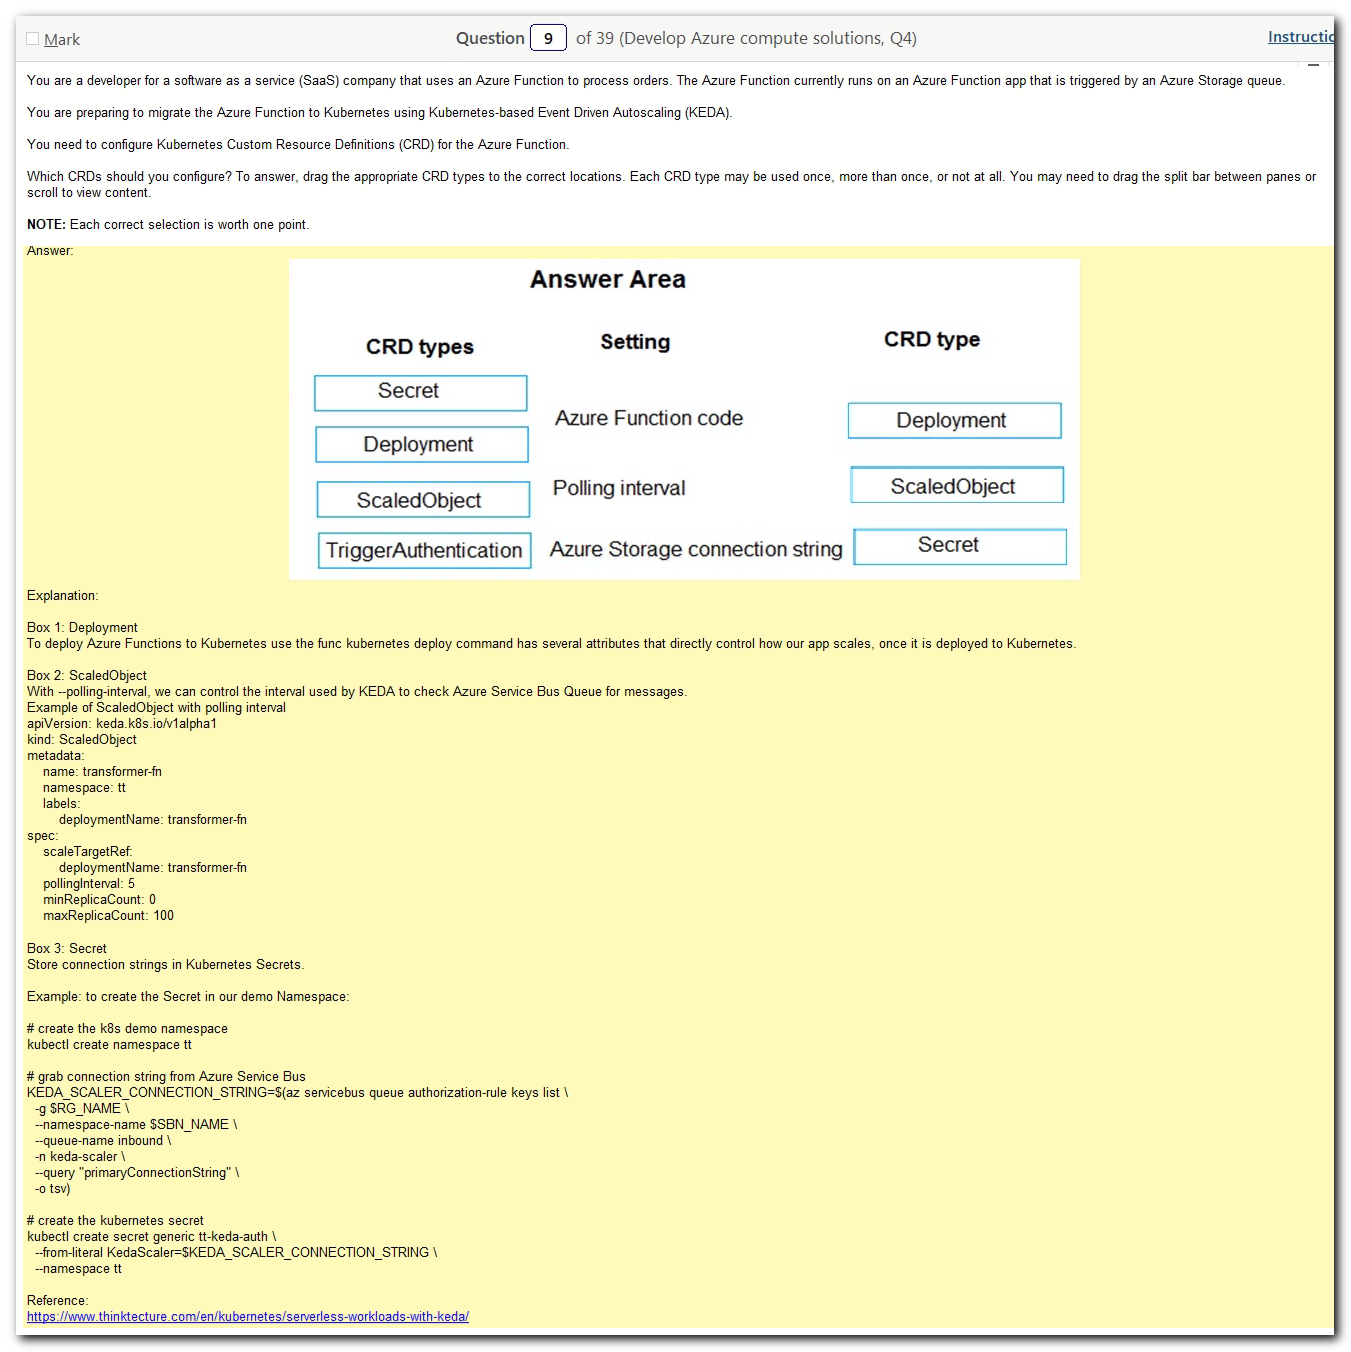 Mark
Question 9 of 39 (Develop Azure compute solutions, Q4)
Instructic
You are a developer for a software as a service (SaaS) company that uses an Azure Function to process orders. The Azure Function currently runs on an Azure Function app that is triggered by an Azure Storage queue.
You are preparing to migrate the Azure Function to Kubernetes using Kubernetes-based Event Driven Autoscaling (KEDA).
You need to configure Kubernetes Custom Resource Definitions (CRD) for the Azure Function.
Which CRDs should you configure? To answer, drag the appropriate CRD types to the correct locations. Each CRD type may be used once, more than once, or not at all. You may need to drag the split bar between panes or
scroll to view content.
NOTE: Each correct selection is worth one point.
Answer:
Answer Area
CRD types
Setting
CRD type
Secret
Deployment
ScaledObject
TriggerAuthentication
Azure Function code
Polling interval
Azure Storage connection string
Deployment
ScaledObject
Secret
Explanation:
Box 1: Deployment
To deploy Azure Functions to Kubernetes use the func kubernetes deploy command has several attributes that directly control how our app scales, once it is deployed to Kubernetes.
Box 2: ScaledObject
With --polling-interval, we can control the interval used by KEDA to check Azure Service Bus Queue for messages.
Example of ScaledObject with polling interval
apiVersion: keda.k8s.io/v1alpha1
kind: ScaledObject
metadata:
name: transformer-fn
namespace: tt
labels:
deploymentName: transformer-fn
spec:
scaleTargetRef:
deploymentName: transformer-fn
pollingInterval: 5
minReplicaCount: 0
maxReplicaCount: 100
Box 3: Secret
Store connection strings in Kubernetes Secrets.
Example: to create the Secret in our demo Namespace:
# create the k8s demo namespace
kubectl create namespace tt
# grab connection string from Azure Service Bus
KEDA_SCALER_CONNECTION_STRING=$(az servicebus queue authorization-rule keys list \
-g $RG_NAME \
--namespace-name $SBN_NAME \
--queue-name inbound \
-n keda-scaler \
--query "primaryConnectionString" \
-o tsv)
# create the kubernetes secret
kubectl create secret generic tt-keda-auth \
--from-literal KedaScaler=$KEDA_SCALER_CONNECTION_STRING \
--namespace tt
Reference:
https://www.thinktecture.com/en/kubernetes/serverless-workloads-with-keda/